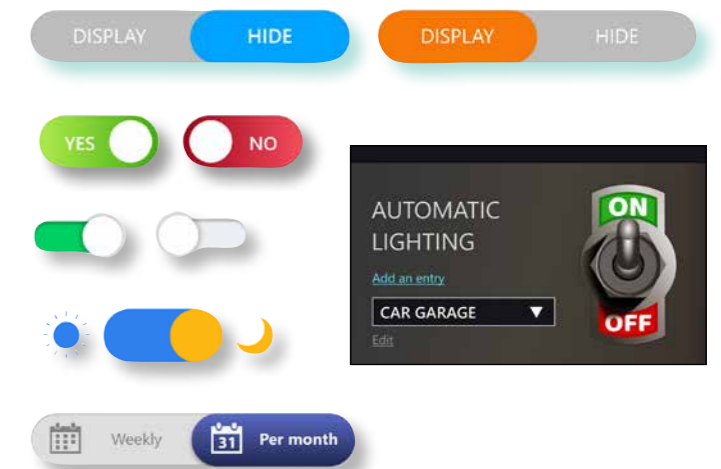 DISPLAY HIDE
DISPLAY HIDE
YES
NO
AUTOMATIC
LIGHTING
Add an entry
CAR GARAGE
Edit
ON
OFF
Weekly
31 Per month